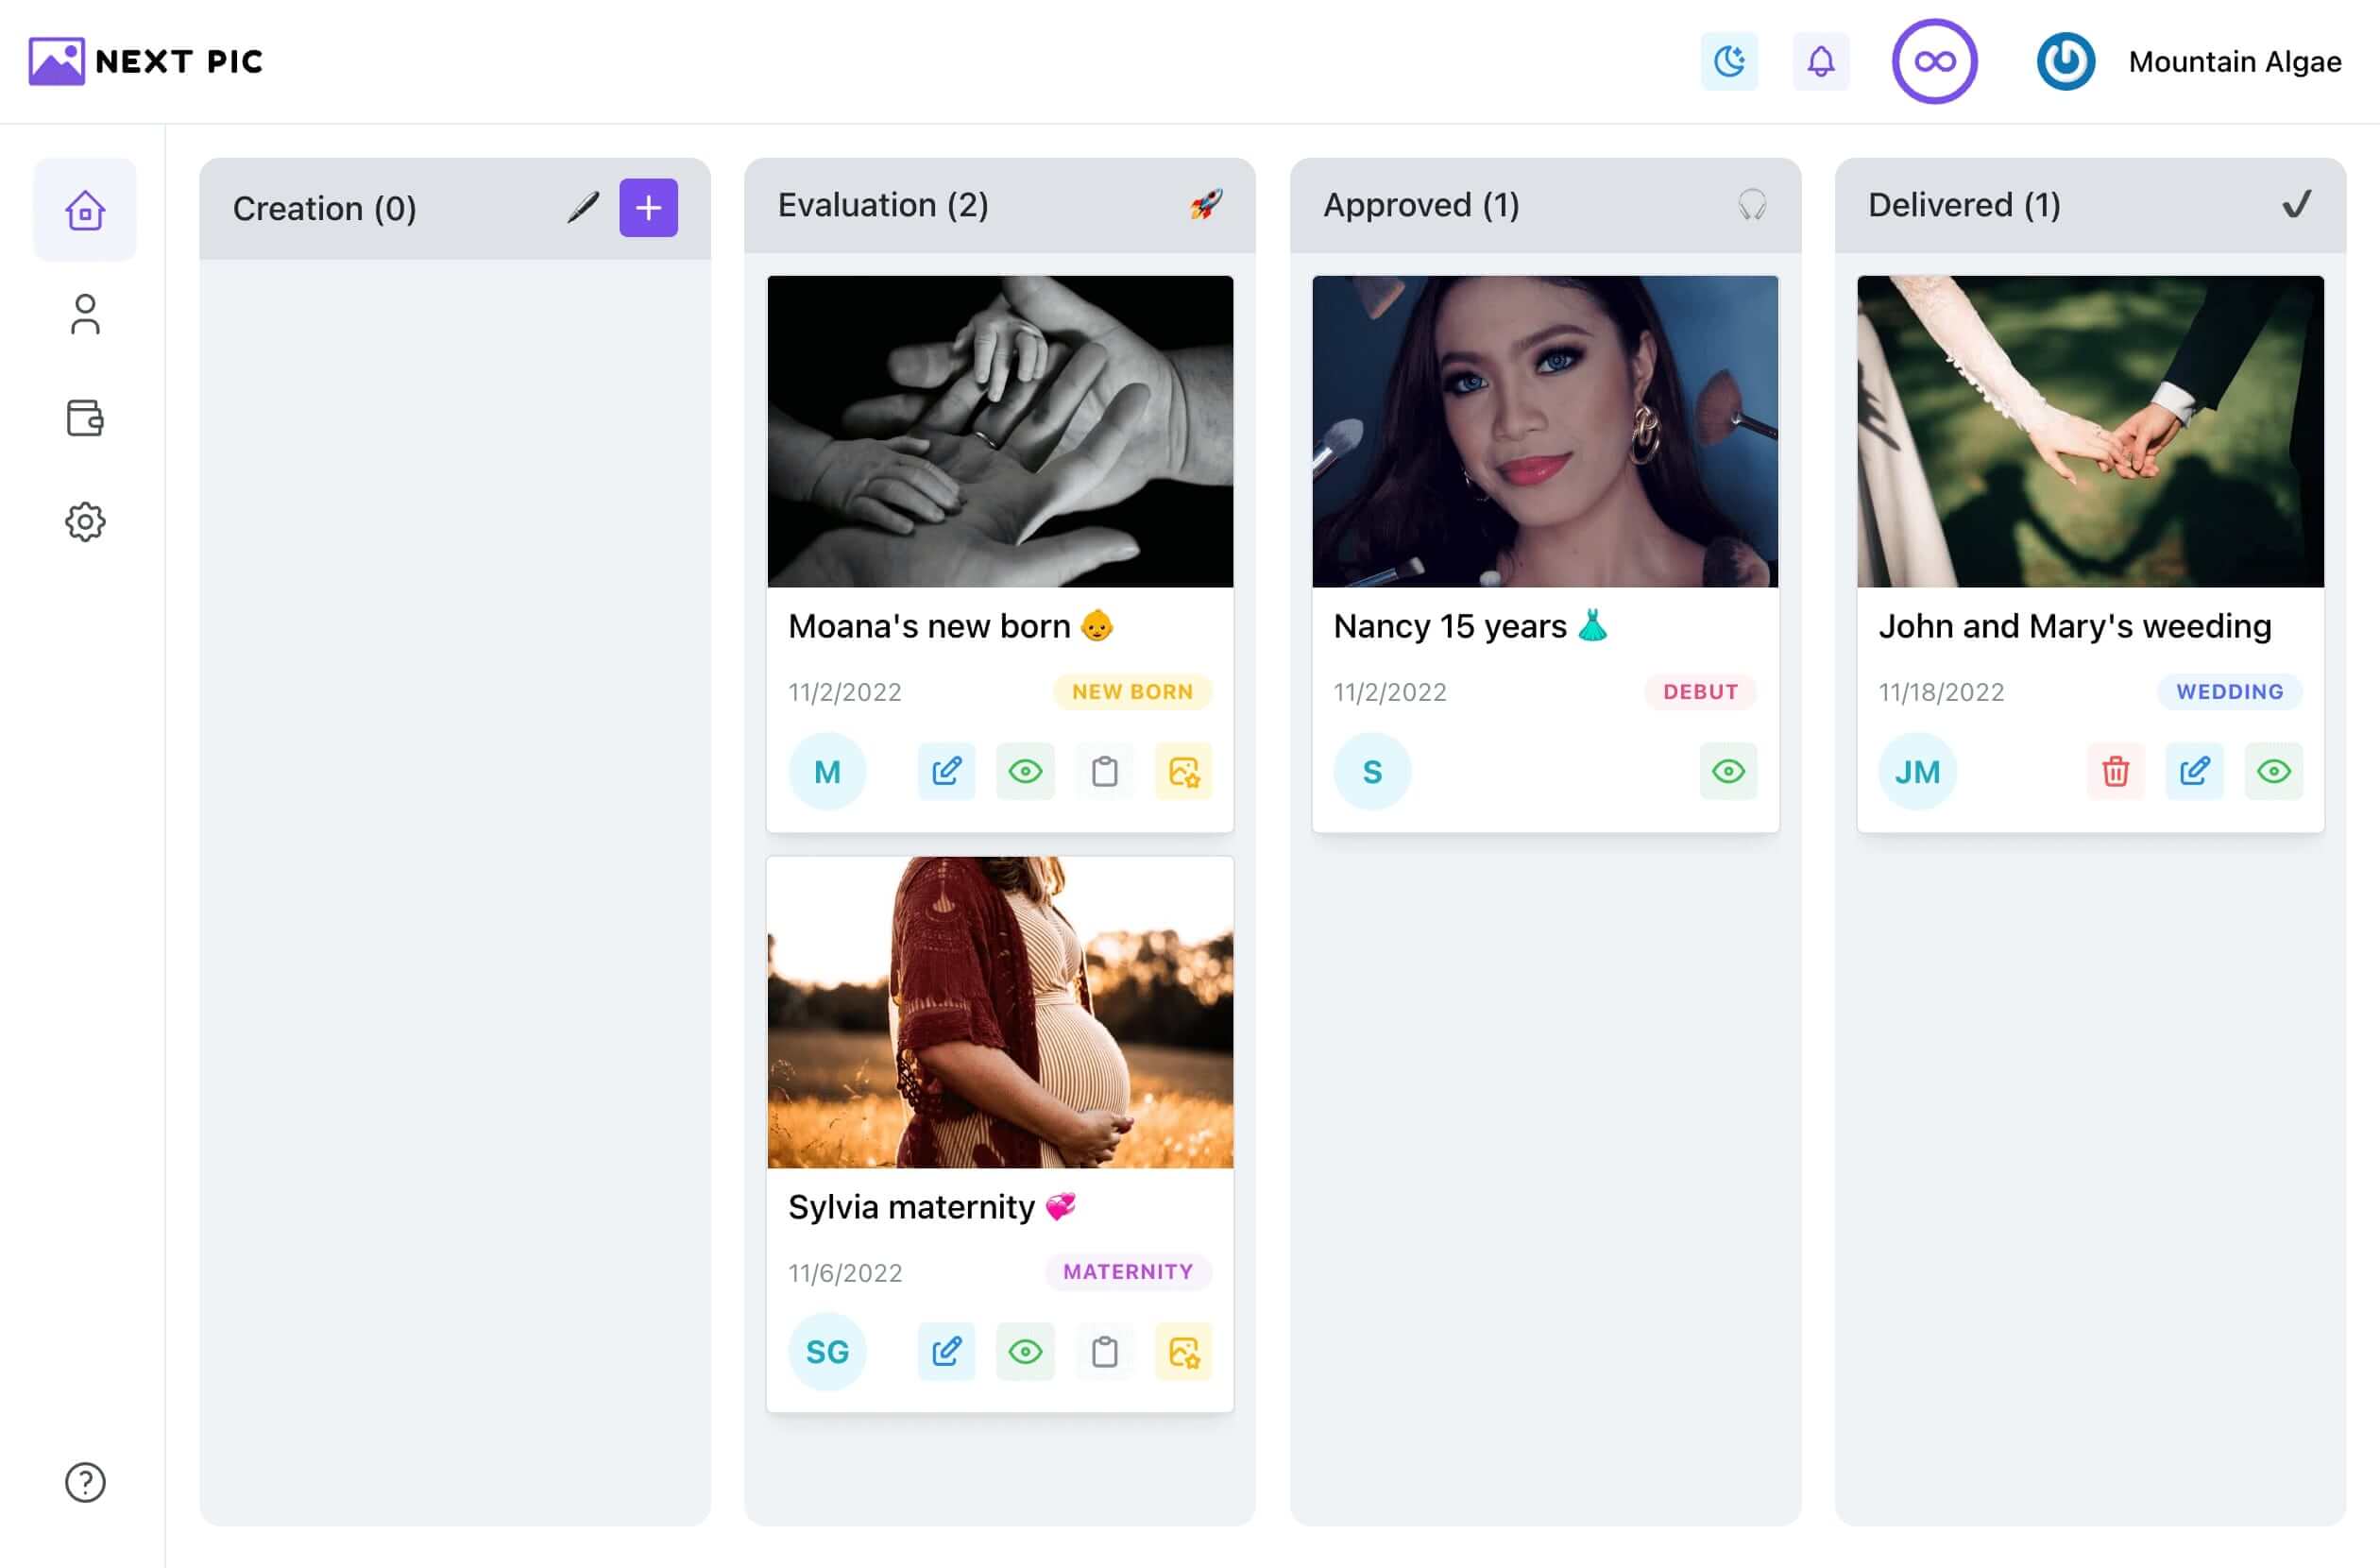 NEXT PIC
Mountain Algae
Creation (0)
Evaluation (2)
Approved (1)
Delivered (1)
Moana's new born
11/2/2022
NEW BORN
M
Sylvia maternity
11/6/2022
MATERNITY
SG
Nancy 15 years
11/2/2022
DEBUT
S
John and Mary's weeding
11/18/2022
WEDDING
JM